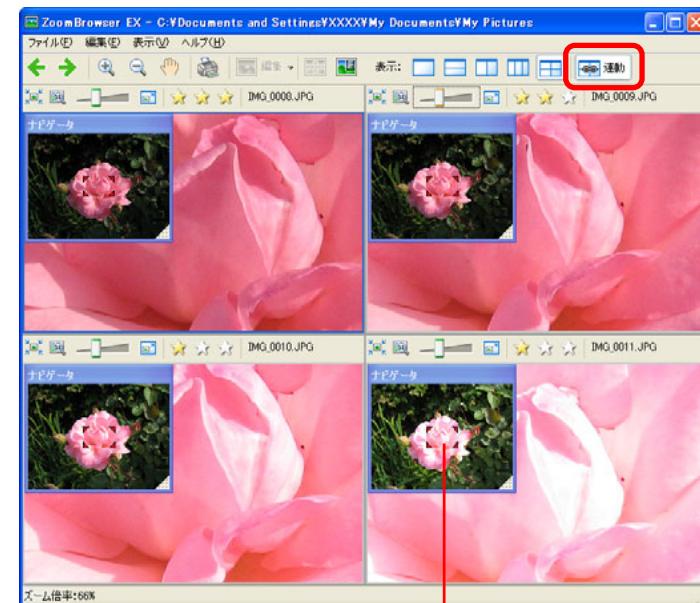 ZoomBrowser EX - C:¥Documents and Settings¥XXXX¥My Documents¥My Pictures
ファイル(F) 編集(E) 表示(V) ヘルプ(H)
編集 表示: 連動
IMG_0008.JPG
IMG_0009.JPG
ナビゲータ
ナビゲータ
IMG_0010.JPG
IMG_0011.JPG
ナビゲータ
ナビゲータ
ズーム倍率:66%